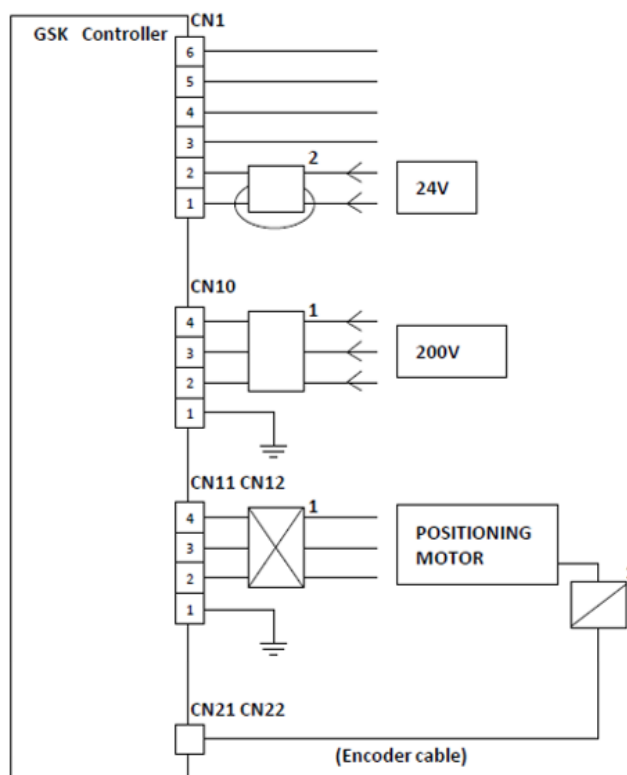 CN1
GSK Controller
6
5
4
3
2
2
24V
1
CN10
4
1
3
200V
2
1
CN11 CN12
4
1
3
POSITIONING
MOTOR
2
1
CN21 CN22
(Encoder cable)